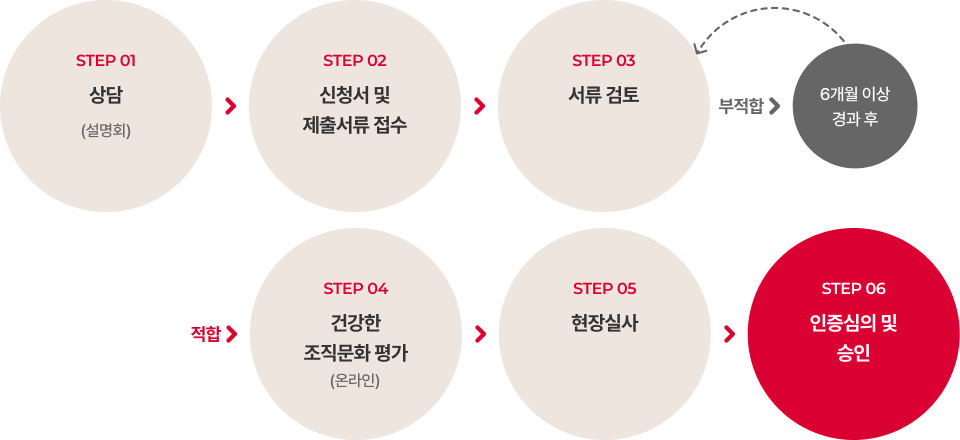 STEP 01
상담
(설명회)
STEP 02
신청서 및
제출서류 접수
STEP 03
서류 검토
부적합
6개월 이상
경과 후
적합
STEP 04
건강한
조직문화 평가
(온라인)
STEP 05
현장실사
STEP 06
인증심의 및
승인